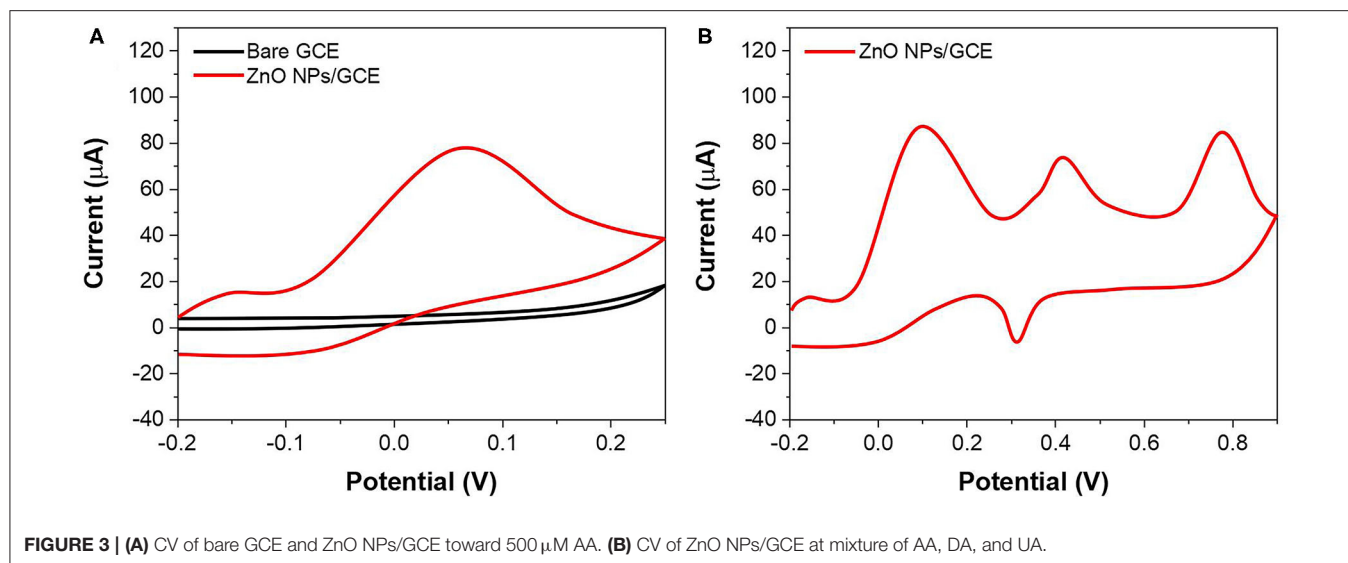 A
Bare GCE
ZnO NPs/GCE
120
100
80
60
40
20
0
-20
-40
Current (μA)
-0.2
-0.1
0.0
0.1
0.2
Potential (V)
B
ZnO NPs/GCE
120
100
80
60
40
20
0
-20
-40
Current (μA)
-0.2
0.0
0.2
0.4
0.6
0.8
Potential (V)
FIGURE 3 | (A) CV of bare GCE and ZnO NPs/GCE toward 500 μM AA. (B) CV of ZnO NPs/GCE at mixture of AA, DA, and UA.